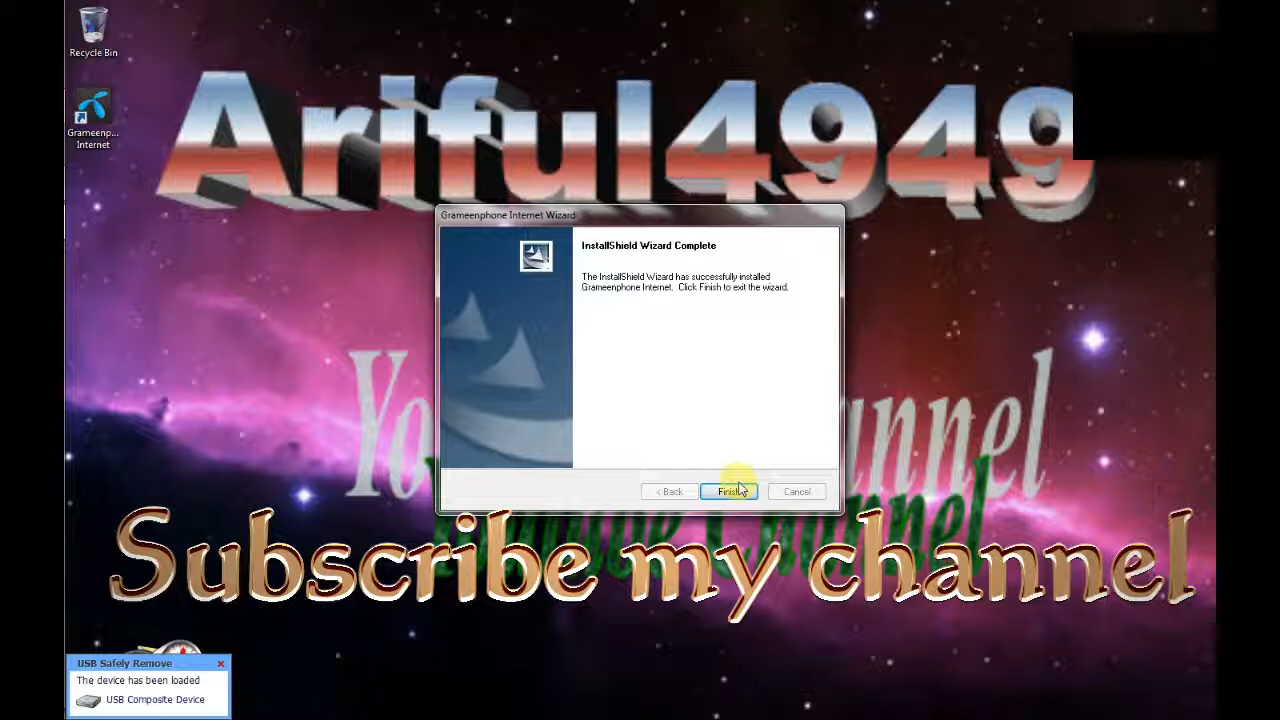 Recycle Bin
Grameenp...
Internet
Ariful4949
Grameenphone Internet Wizard
InstallShield Wizard Complete
The InstallShield Wizard has successfully installed
Grameenphone Internet. Click Finish to exit the wizard.
< Back
Finish
Cancel
Channel
Subscribe my channel
USB Safely Remove
The device has been loaded
USB Composite Device